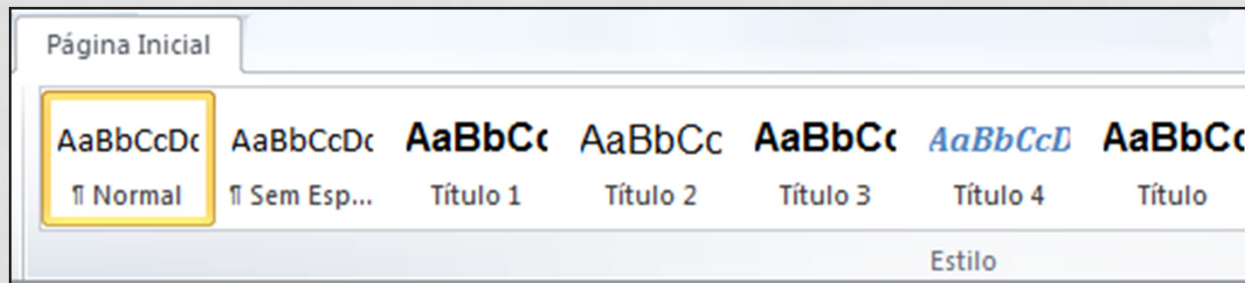 Página Inicial
AaBbCcDc AaBbCcDc AaBbCc AaBbCc AaBbCc AaBbCcD AaBbCc
¶ Normal ¶ Sem Esp... Título 1 Título 2 Título 3 Título 4 Título
Estilo